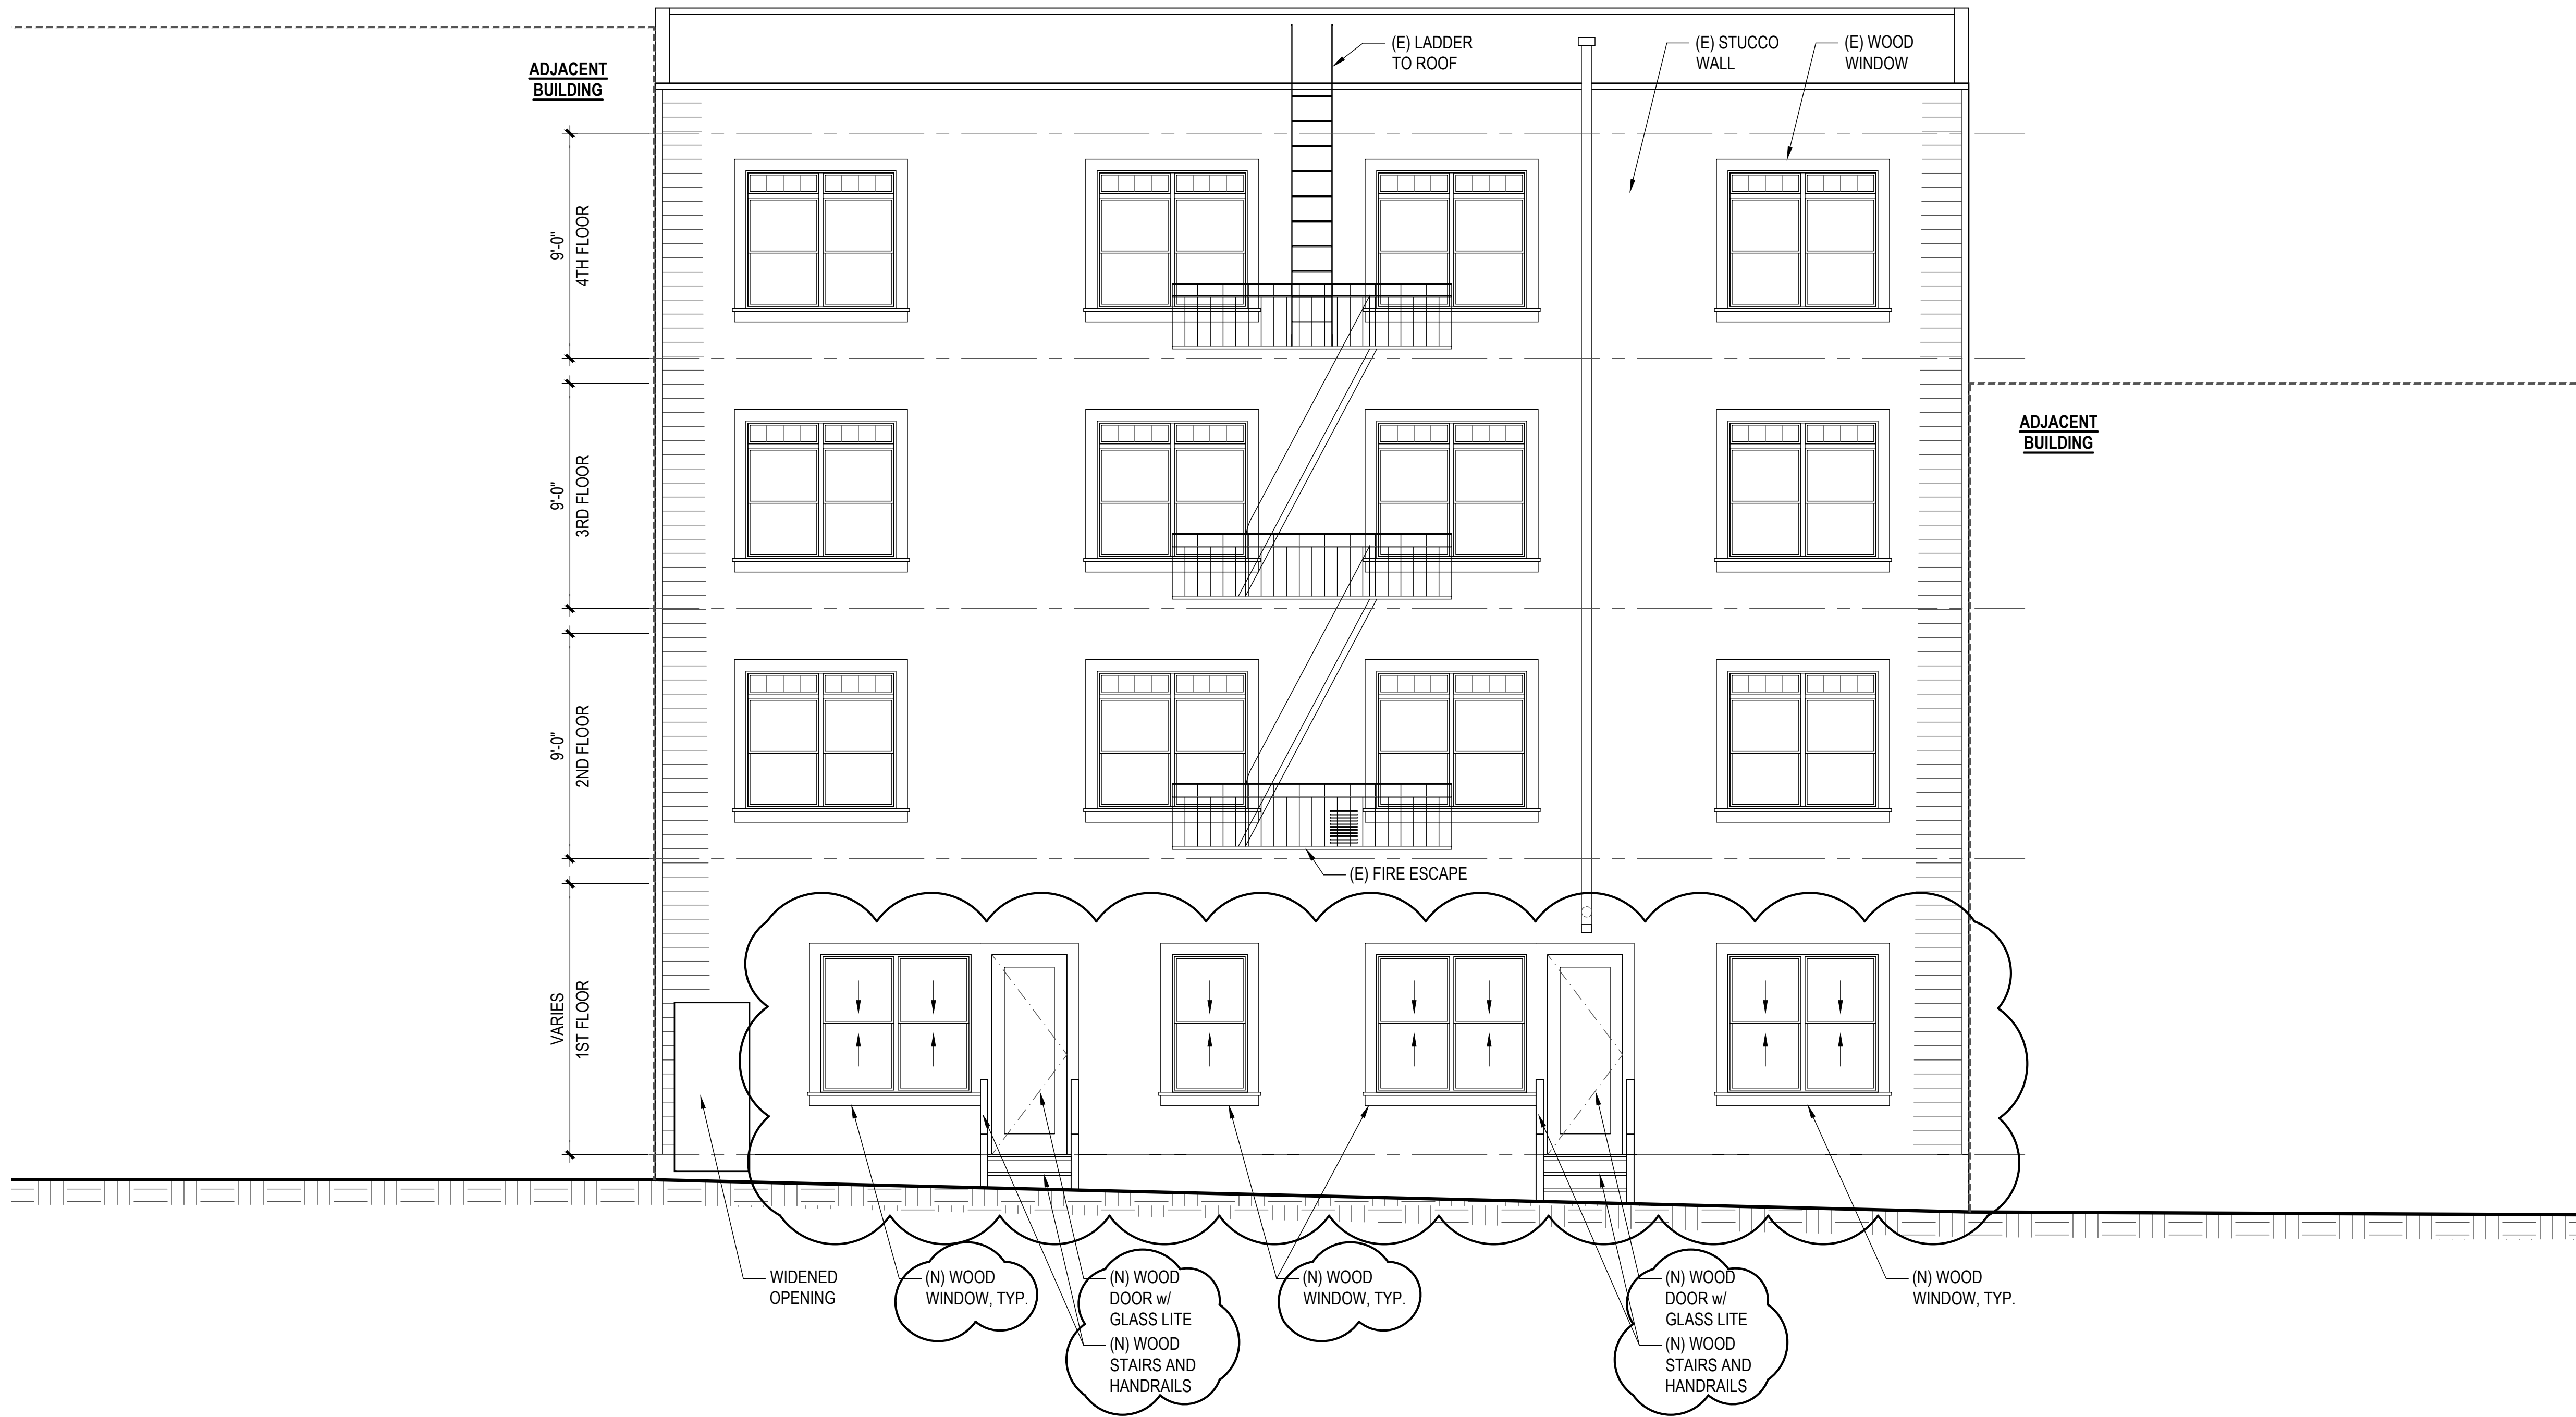 (E) LADDER
TO ROOF
(E) STUCCO
WALL
(E) WOOD
WINDOW
ADJACENT
BUILDING
9'-0"
4TH FLOOR
ADJACENT
BUILDING
9'-0"
3RD FLOOR
9'-0"
2ND FLOOR
(E) FIRE ESCAPE
VARIES
1ST FLOOR
WIDENED
OPENING
(N) WOOD
WINDOW, TYP.
(N) WOOD
DOOR w/
GLASS LITE
(N) WOOD
STAIRS AND
HANDRAILS
(N) WOOD
WINDOW, TYP.
(N) WOOD
DOOR w/
GLASS LITE
(N) WOOD
STAIRS AND
HANDRAILS
(N) WOOD
WINDOW, TYP.